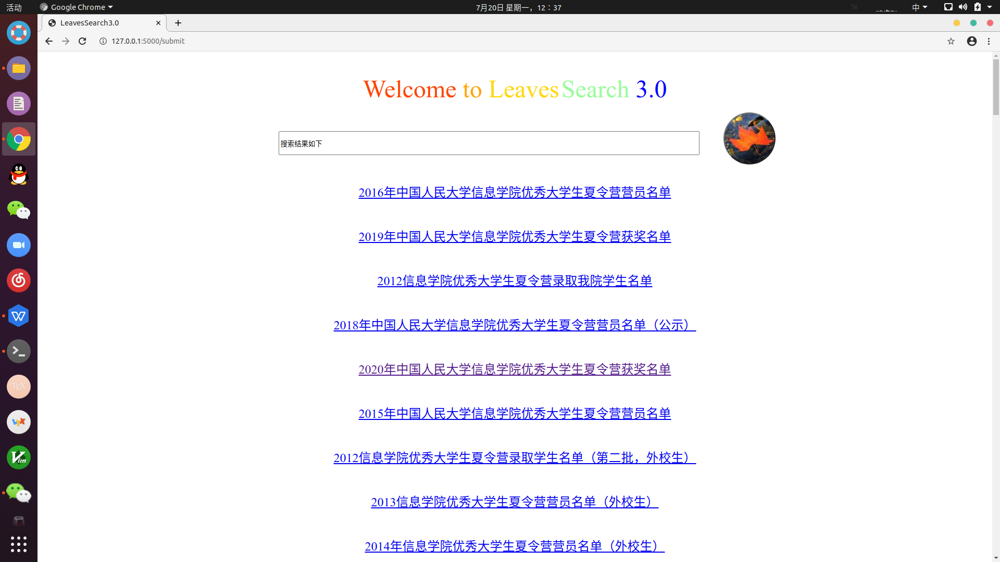 活动
Google Chrome
7月20日 星期一，12：37
中
LeavesSearch3.0
127.0.0.1:5000/submit
Welcome to LeavesSearch 3.0
搜索结果如下
2016年中国人民大学信息学院优秀大学生夏令营营员名单
2019年中国人民大学信息学院优秀大学生夏令营获奖名单
2012信息学院优秀大学生夏令营录取我院学生名单
2018年中国人民大学信息学院优秀大学生夏令营营员名单（公示）
2020年中国人民大学信息学院优秀大学生夏令营获奖名单
2015年中国人民大学信息学院优秀大学生夏令营营员名单
2012信息学院优秀大学生夏令营录取学生名单（第二批，外校生）
2013信息学院优秀大学生夏令营营员名单（外校生）
2014年信息学院优秀大学生夏令营营员名单（外校生）
TEX
LyX
Vim